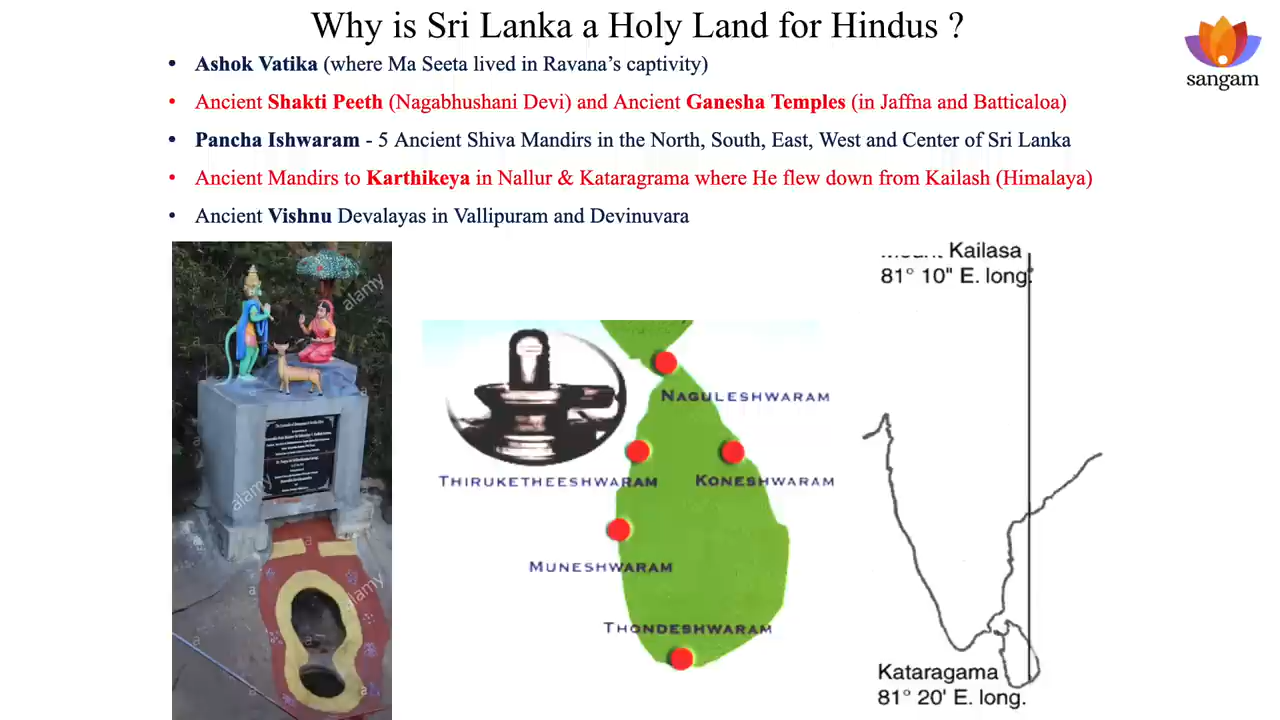 Why is Sri Lanka a Holy Land for Hindus ?
sangam
• Ashok Vatika (where Ma Seeta lived in Ravana’s captivity)
• Ancient Shakti Peeth (Nagabhushani Devi) and Ancient Ganesha Temples (in Jaffna and Batticaloa)
• Pancha Ishwaram - 5 Ancient Shiva Mandirs in the North, South, East, West and Center of Sri Lanka
• Ancient Mandirs to Karthikeya in Nallur & Kataragrama where He flew down from Kailash (Himalaya)
• Ancient Vishnu Devalayas in Vallipuram and Devinuvara
alamy
alamy
alamy
Naguleshwaram
Thiruketheeshwaram
Koneshwaram
Muneshwaram
Thondeshwaram
Kailasa
81° 10" E. long.
Kataragama
81° 20' E. long.